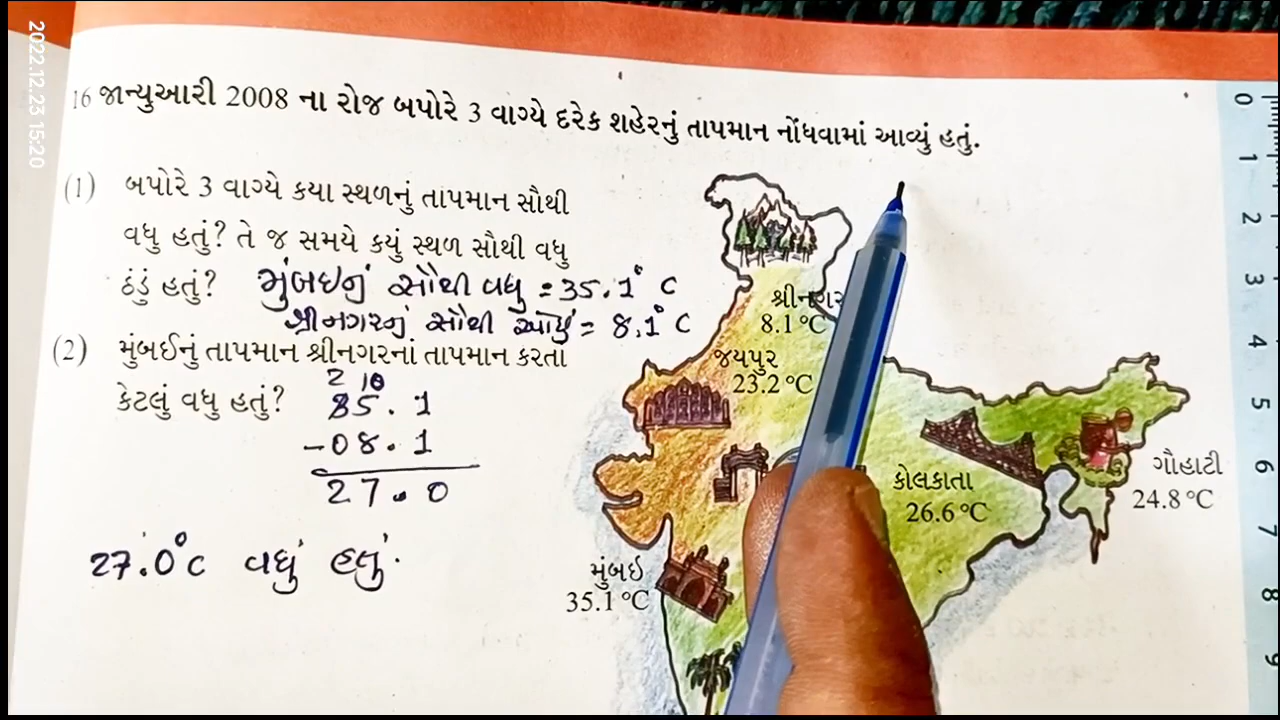 2022.12.23 15:20
16 જાન્યુઆરી 2008 ના રોજ બપોરે 3 વાગ્યે દરેક શહેરનું તાપમાન નોંધવામાં આવ્યું હતું.
(1) બપોરે 3 વાગ્યે કયા સ્થળનું તાપમાન સૌથી
વધુ હતું? તે જ સમયે કયું સ્થળ સૌથી વધુ
ઠંડું હતું? મુંબઇનું સૌથી વધુ = 35.1° C
શ્રીનગરનું સૌથી ઓછું = 8.1° C
(2) મુંબઈનું તાપમાન શ્રીનગરનાં તાપમાન કરતા
કેટલું વધુ હતું?
2 10
35.1
-08.1
27.0
27.0°C વધું હતું.
શ્રીનગર
8.1 °C
જયપુર
23.2 °C
કોલકાતા
26.6 °C
ગૌહાટી
24.8 °C
મુંબઈ
35.1 °C
0
1
2
3
4
5
6
7
8
9